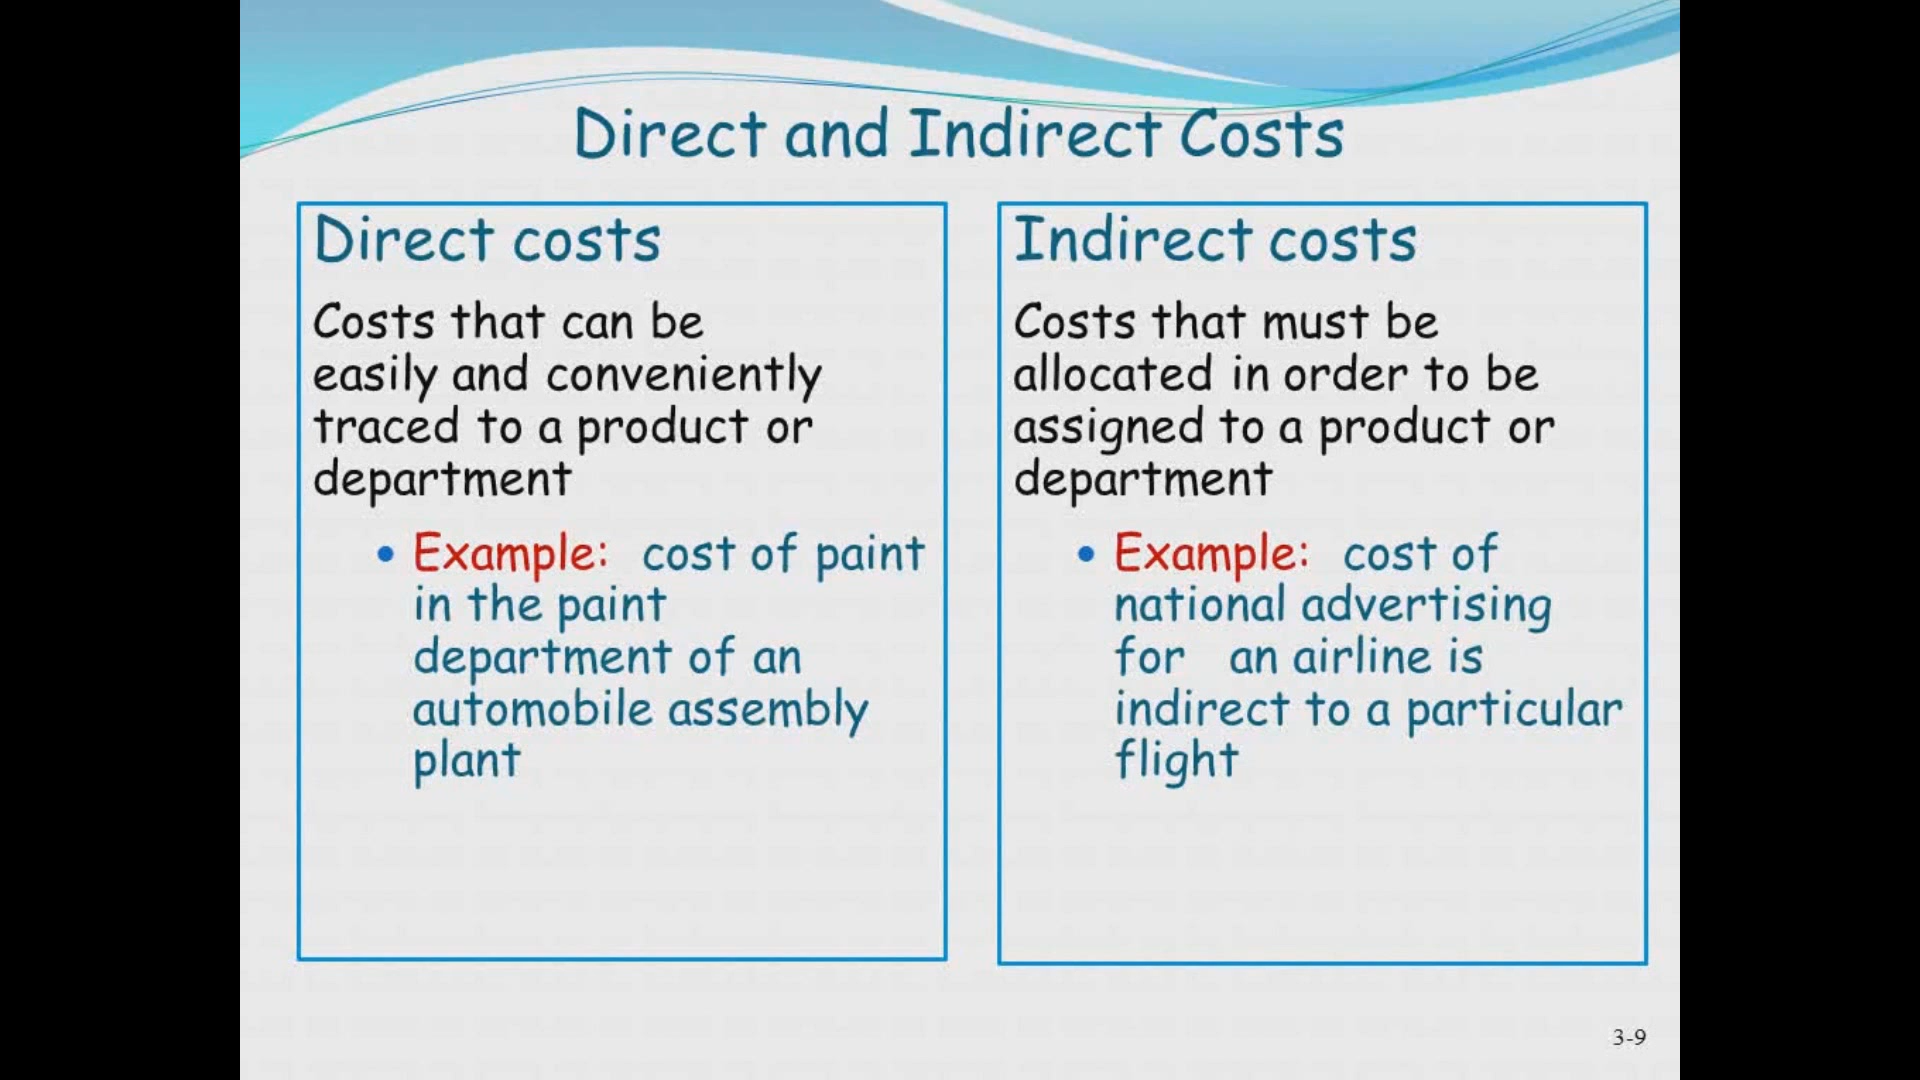 Direct and Indirect Costs
Direct costs
Costs that can be
easily and conveniently
traced to a product or
department
• Example: cost of paint
in the paint
department of an
automobile assembly
plant
Indirect costs
Costs that must be
allocated in order to be
assigned to a product or
department
• Example: cost of
national advertising
for an airline is
indirect to a particular
flight
3-9